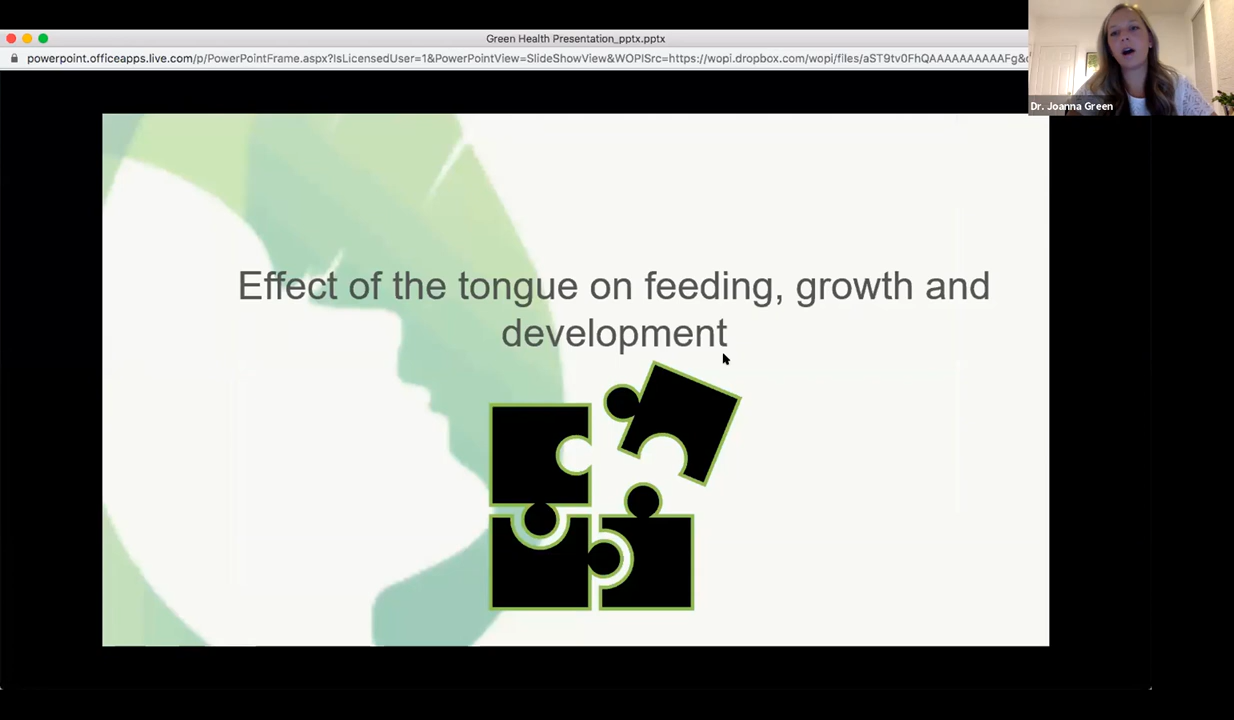 Green Health Presentation_pptx.pptx
powerpoint.officeapps.live.com/p/PowerPointFrame.aspx?IsLicensedUser=1&PowerPointView=SlideShowView&WOPISrc=https://wopi.dropbox.com/wopi/files/aST9tv0FhQAAAAAAAAAAFg&
Dr. Joanna Green
Effect of the tongue on feeding, growth and
development